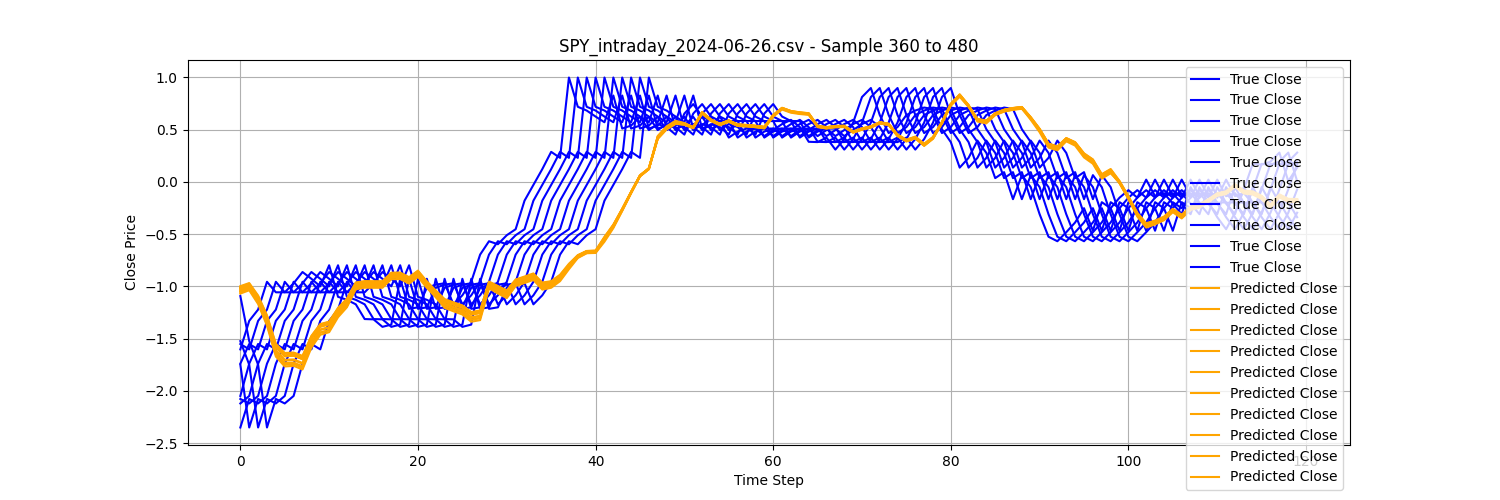 SPY_intraday_2024-06-26.csv - Sample 360 to 480
Close Price
1.0
0.5
0.0
−0.5
−1.0
−1.5
−2.0
−2.5
0
20
40
60
80
100
120
Time Step
True Close
True Close
True Close
True Close
True Close
True Close
True Close
True Close
True Close
True Close
Predicted Close
Predicted Close
Predicted Close
Predicted Close
Predicted Close
Predicted Close
Predicted Close
Predicted Close
Predicted Close
Predicted Close